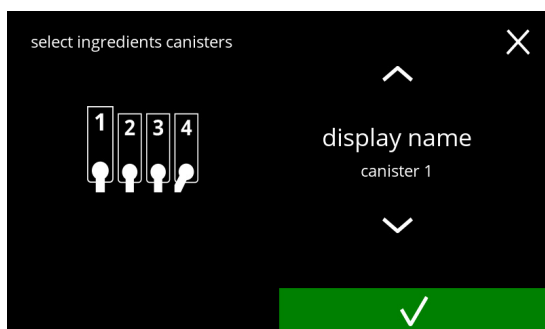 select ingredients canisters
1 2 3 4
display name
canister 1